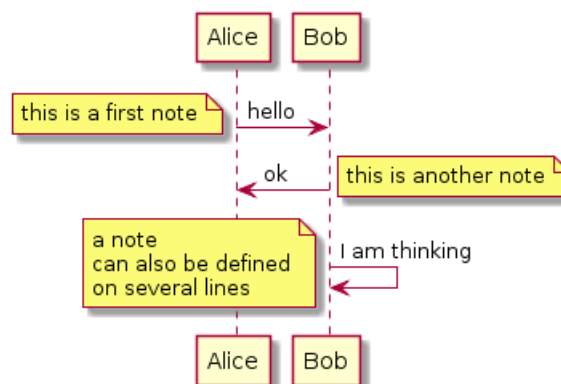 Alice Bob
this is a first note
hello
ok
this is another note
a note
can also be defined
on several lines
I am thinking
Alice Bob